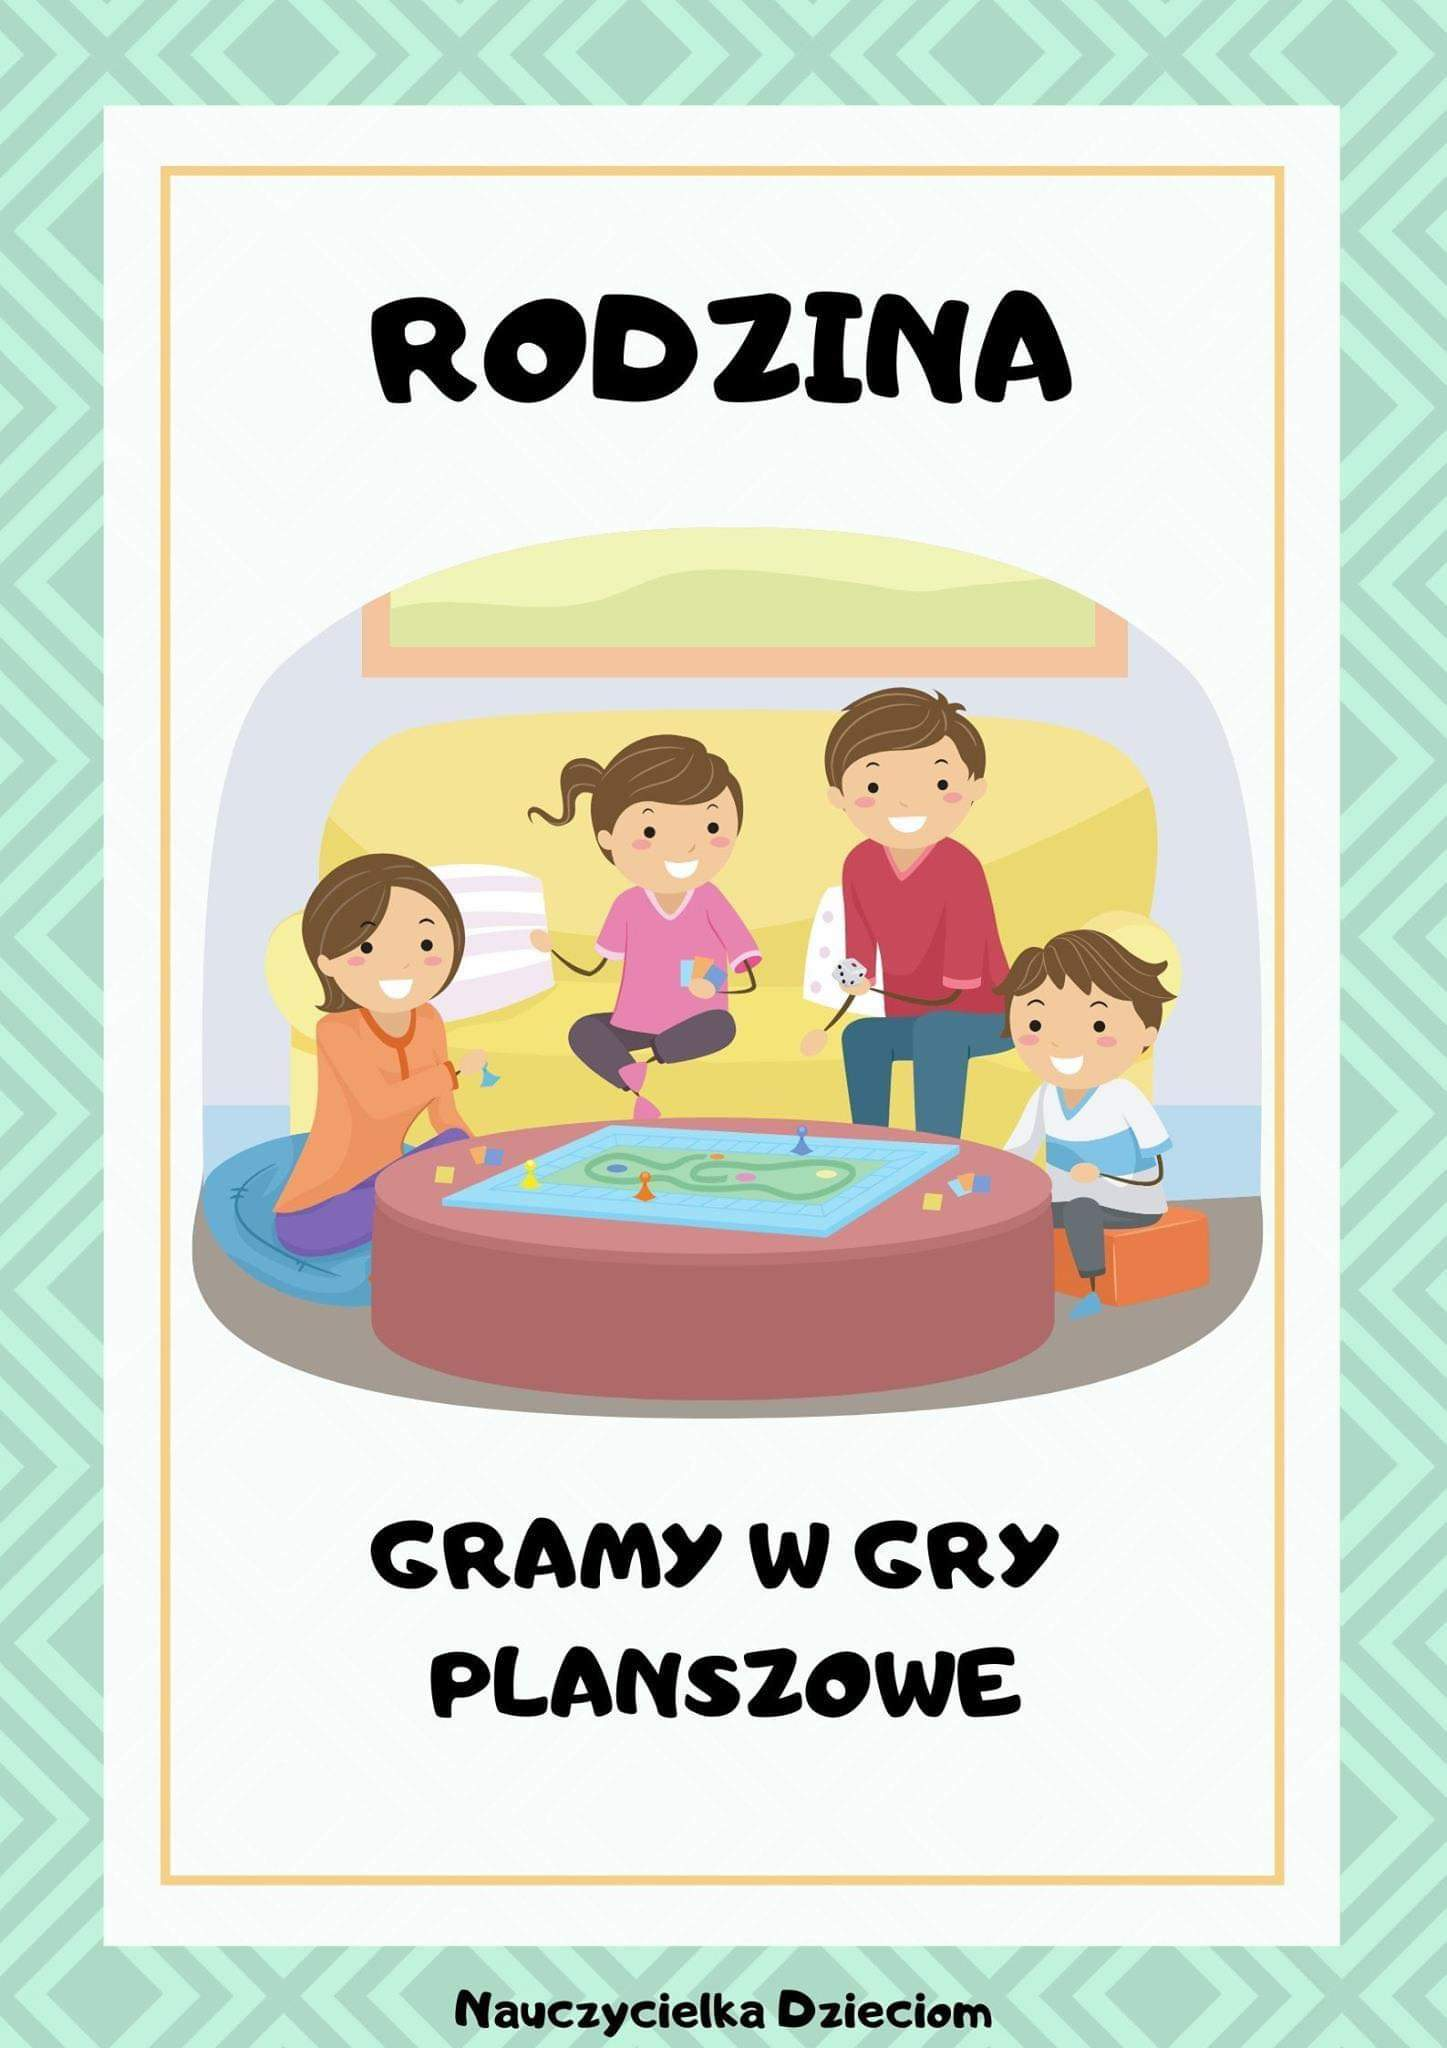 RODZINA
GRAMY W GRY
PLANSZOWE
Nauczycielka Dzieciom